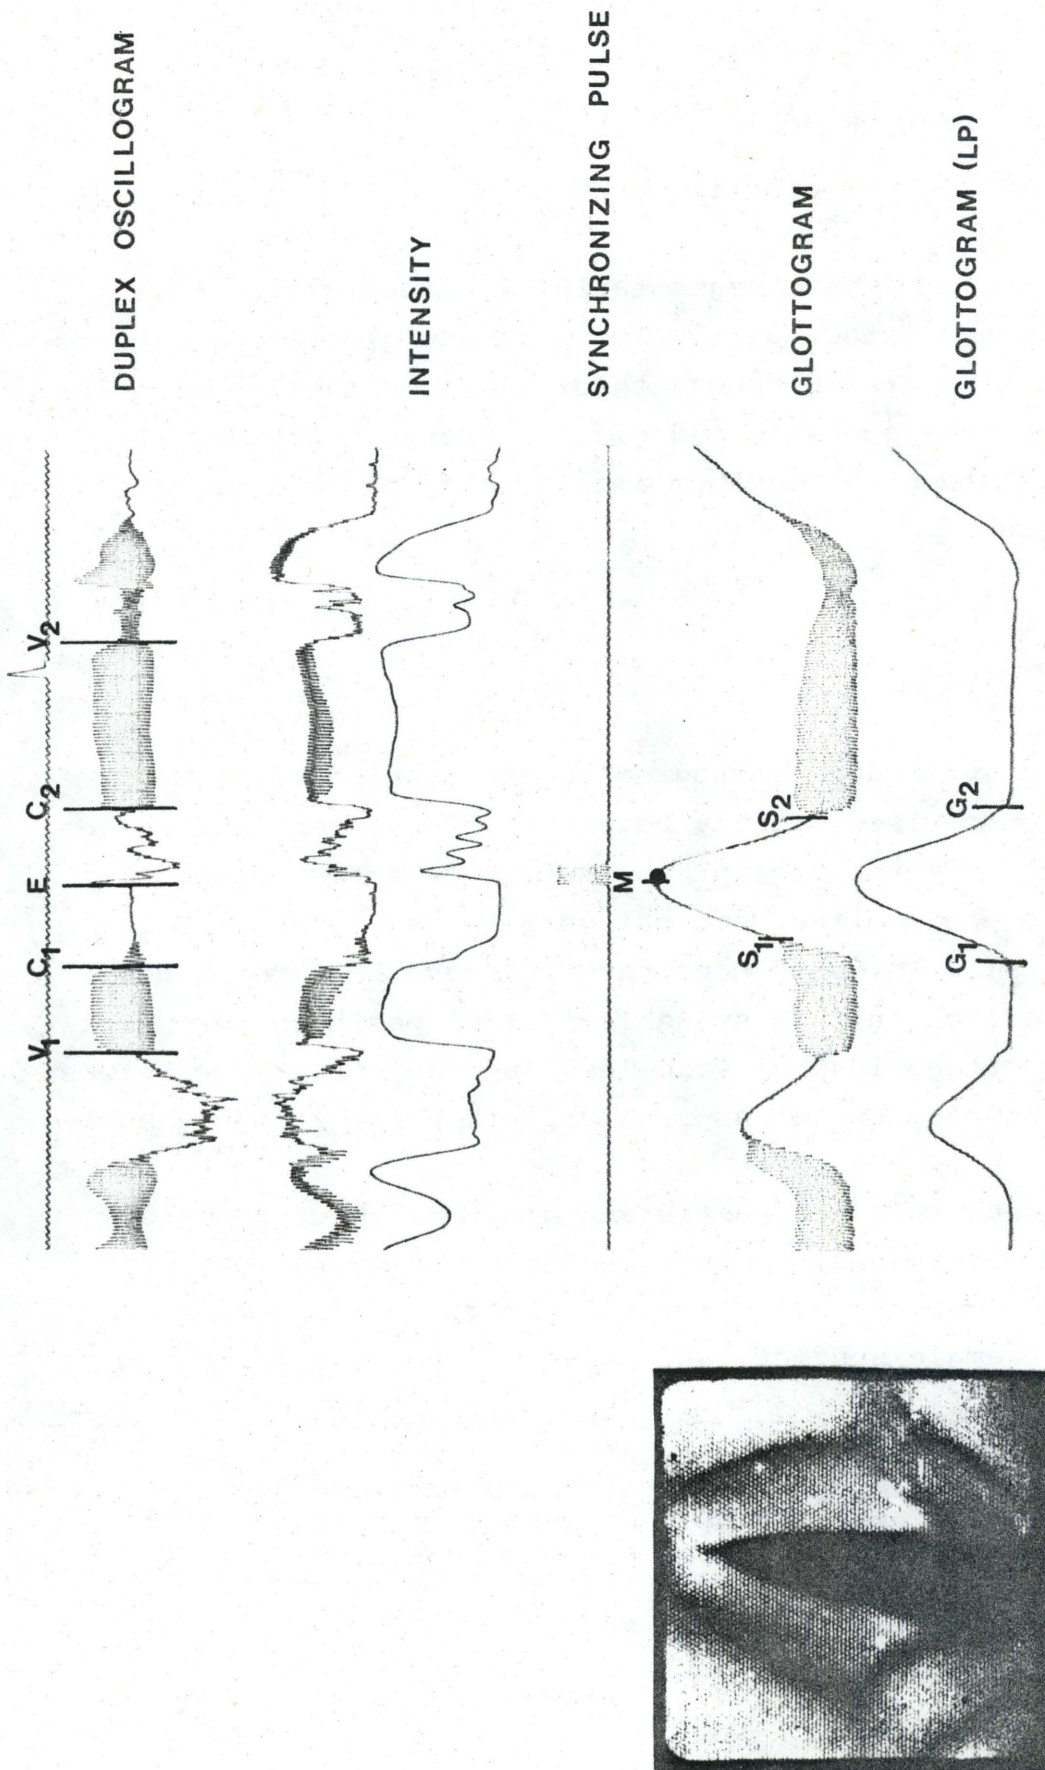 DUPLEX OSCILLOGRAM
V1 C1 E C2 V2
INTENSITY
SYNCHRONIZING PULSE
M
S1 S2
GLOTTOGRAM
G1 G2
GLOTTOGRAM (LP)